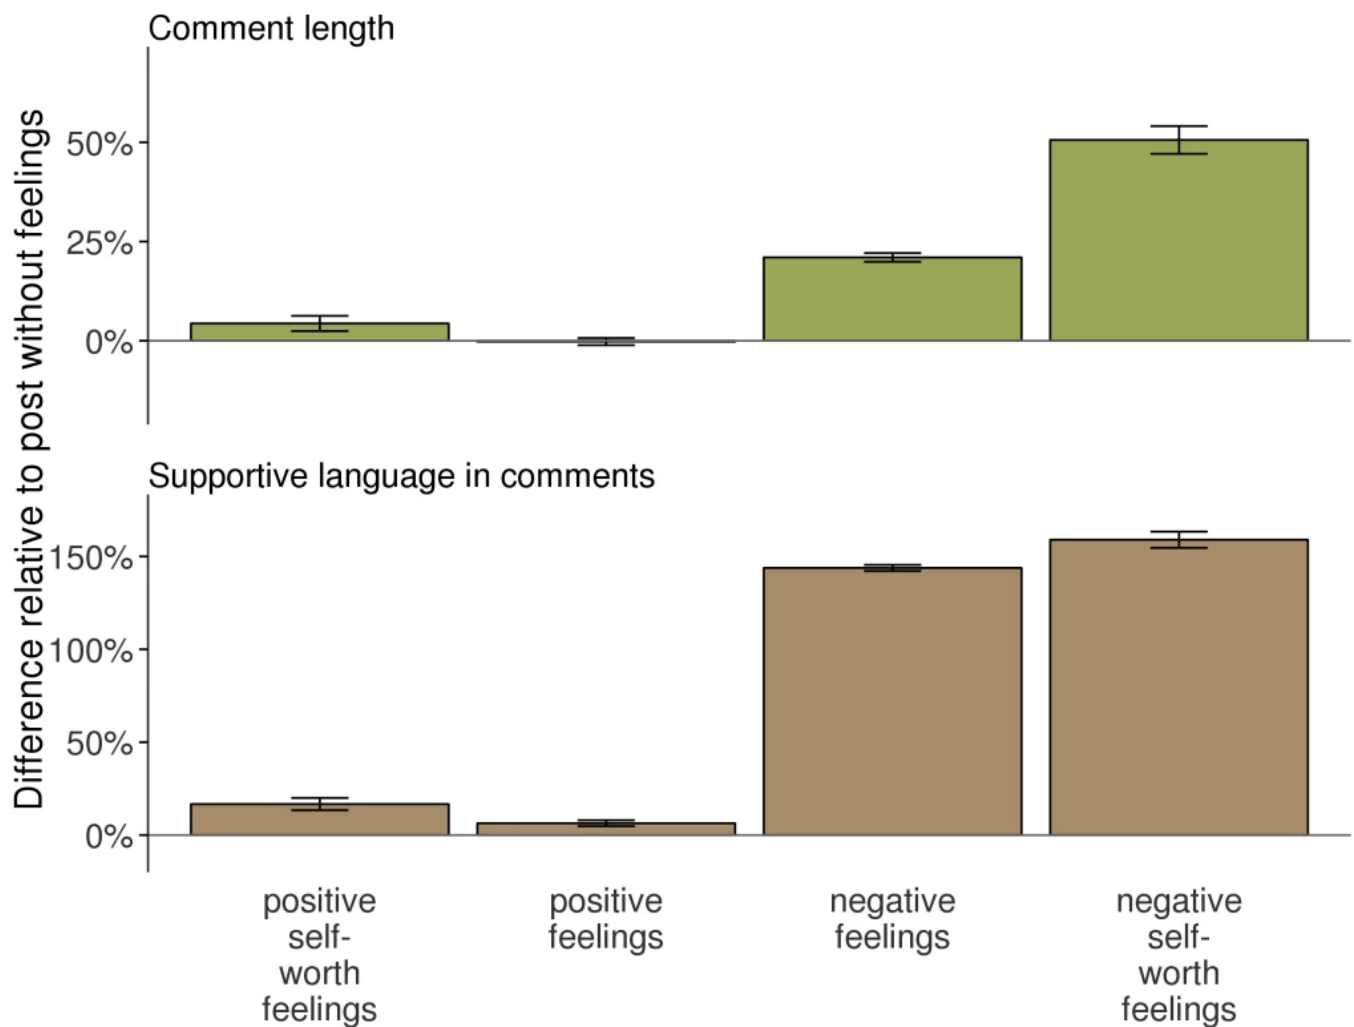 Comment length
Difference relative to post without feelings
50%
25%
0%
Supportive language in comments
150%
100%
50%
0%
positive
self-
worth
feelings
positive
feelings
negative
feelings
negative
self-
worth
feelings